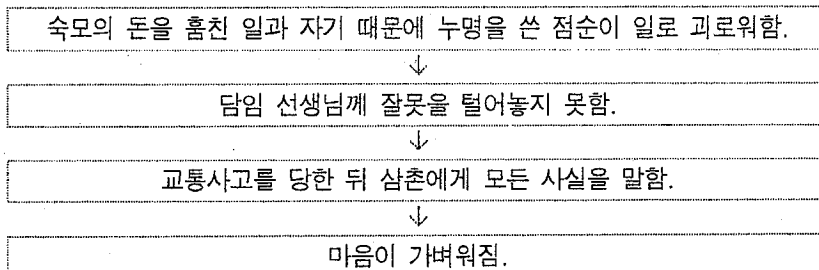 숙모의 돈을 훔친 일과 자기 때문에 누명을 쓴 점순이 일로 괴로워함.
↓
담임 선생님께 잘못을 털어놓지 못함.
↓
교통사고를 당한 뒤 삼촌에게 모든 사실을 말함.
↓
마음이 가벼워짐.